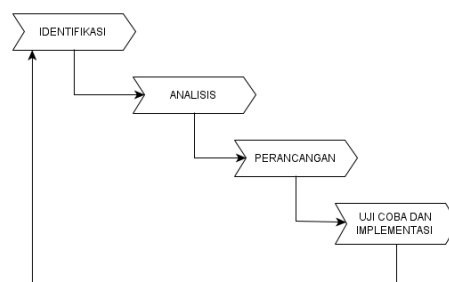 IDENTIFIKASI
ANALISIS
PERANCANGAN
UJI COBA DAN
IMPLEMENTASI